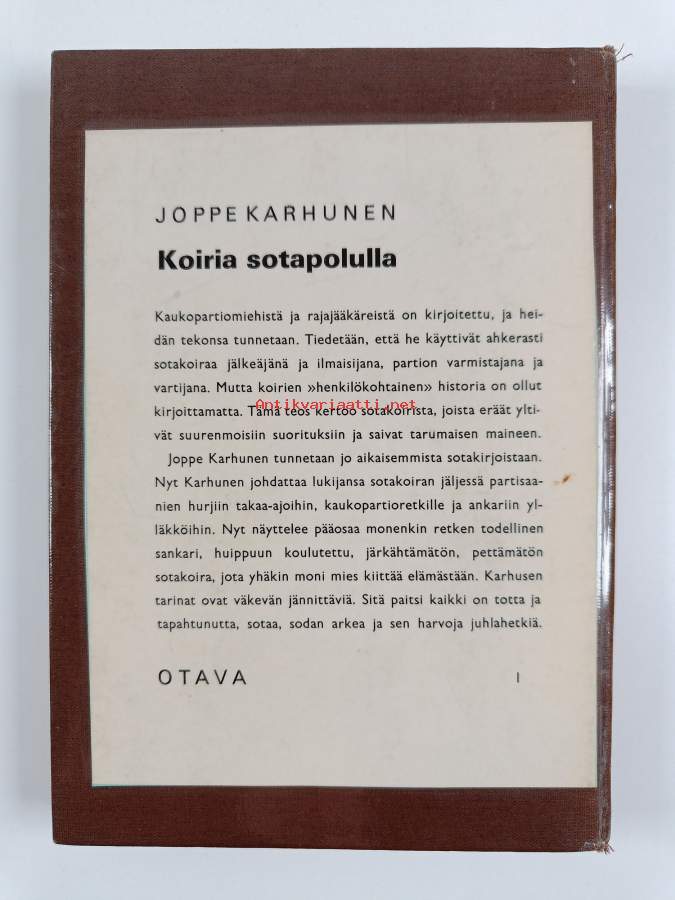 JOPPE KARHUNEN
Koiria sotapolulla
Kaukopartiomiehistä ja rajajääkäreistä on kirjoitettu, ja hei-
dän tekonsa tunnetaan. Tiedetään, että he käyttivät ahkerasti
sotakoiraa jälkeäjänä ja ilmaisijana, partion varmistajana ja
vartijana. Mutta koirien »henkilökohtainen» historia on ollut
Antikvariaatti.net
kirjoittamatta. Tämä teos kertoo sotakoirista, joista eräät ylti-
vät suurenmoisiin suorituksiin ja saivat tarumaisen maineen.
Joppe Karhunen tunnetaan jo aikaisemmista sotakirjoistaan.
Nyt Karhunen johdattaa lukijansa sotakoiran jäljessä partisaa-
nien hurjiin takaa-ajoihin, kaukopartioretkille ja ankariin yl-
läkköihin. Nyt näyttelee pääosaa monenkin retken todellinen
sankari, huippuun koulutettu, järkähtämätön, pettämätön
sotakoira, jota yhäkin moni mies kiittää elämästään. Karhusen
tarinat ovat väkevän jännittäviä. Sitä paitsi kaikki on totta ja
tapahtunutta, sotaa, sodan arkea ja sen harvoja juhlahetkiä.
OTAVA I